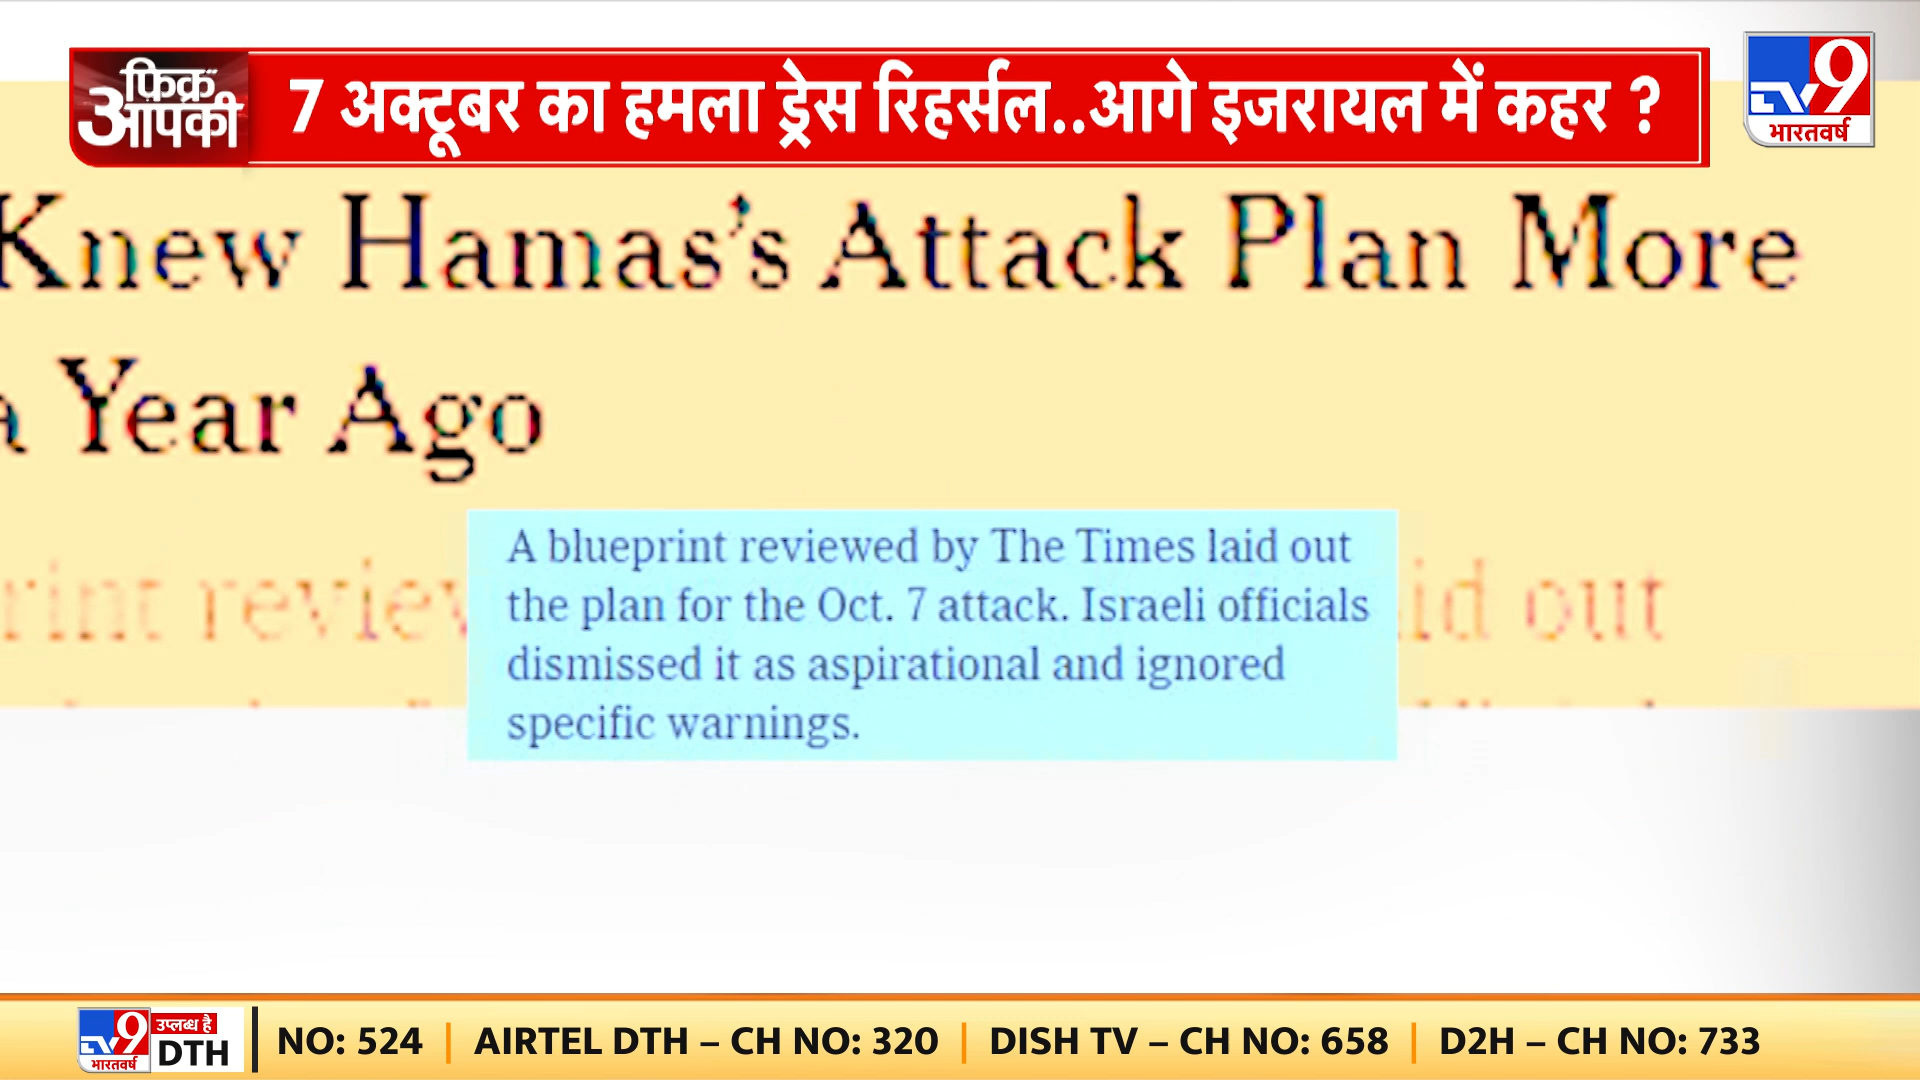 फिक्र आपकी
7 अक्टूबर का हमला ड्रेस रिहर्सल..आगे इजरायल में कहर ?
TV9
भारतवर्ष
Knew Hamas's Attack Plan More
a Year Ago
A blueprint reviewed by The Times laid out
the plan for the Oct. 7 attack. Israeli officials
dismissed it as aspirational and ignored
specific warnings.
out
TV9 भारतवर्ष उपलब्ध है DTH NO: 524 | AIRTEL DTH – CH NO: 320 | DISH TV – CH NO: 658 | D2H – CH NO: 733